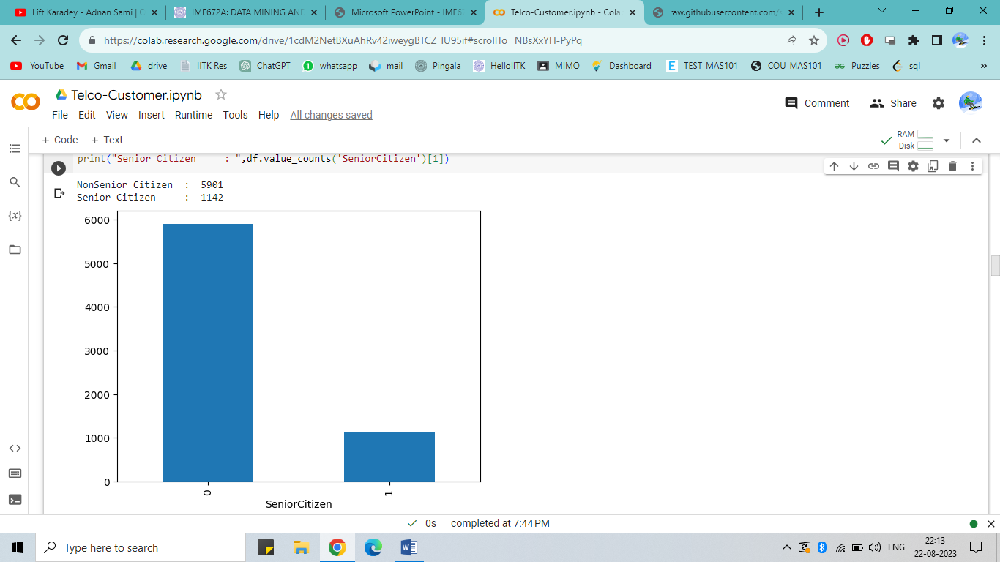 Lift Karadey - Adnan Sami | C
IME672A: DATA MINING AND
Microsoft PowerPoint - IME6
Telco-Customer.ipynb - Colab
raw.githubusercontent.com/
https://colab.research.google.com/drive/1cdM2NetBXuAhRv42iweygBTCZ_IU95if#scrollTo=NBsXxYH-PyPq
YouTube Gmail drive IITK Res ChatGPT whatsapp mail Pingala HelloIITK MIMO Dashboard TEST_MAS101 COU_MAS101 Puzzles sql »
Telco-Customer.ipynb
File Edit View Insert Runtime Tools Help All changes saved
Comment Share
+ Code + Text
RAM
Disk
print("Senior Citizen     : ",df.value_counts('SeniorCitizen')[1])
NonSenior Citizen  :  5901
Senior Citizen     :  1142
{x}
6000
5000
4000
3000
2000
1000
0
0 1
SeniorCitizen
0s completed at 7:44 PM
Type here to search
ENG
22:13
22-08-2023